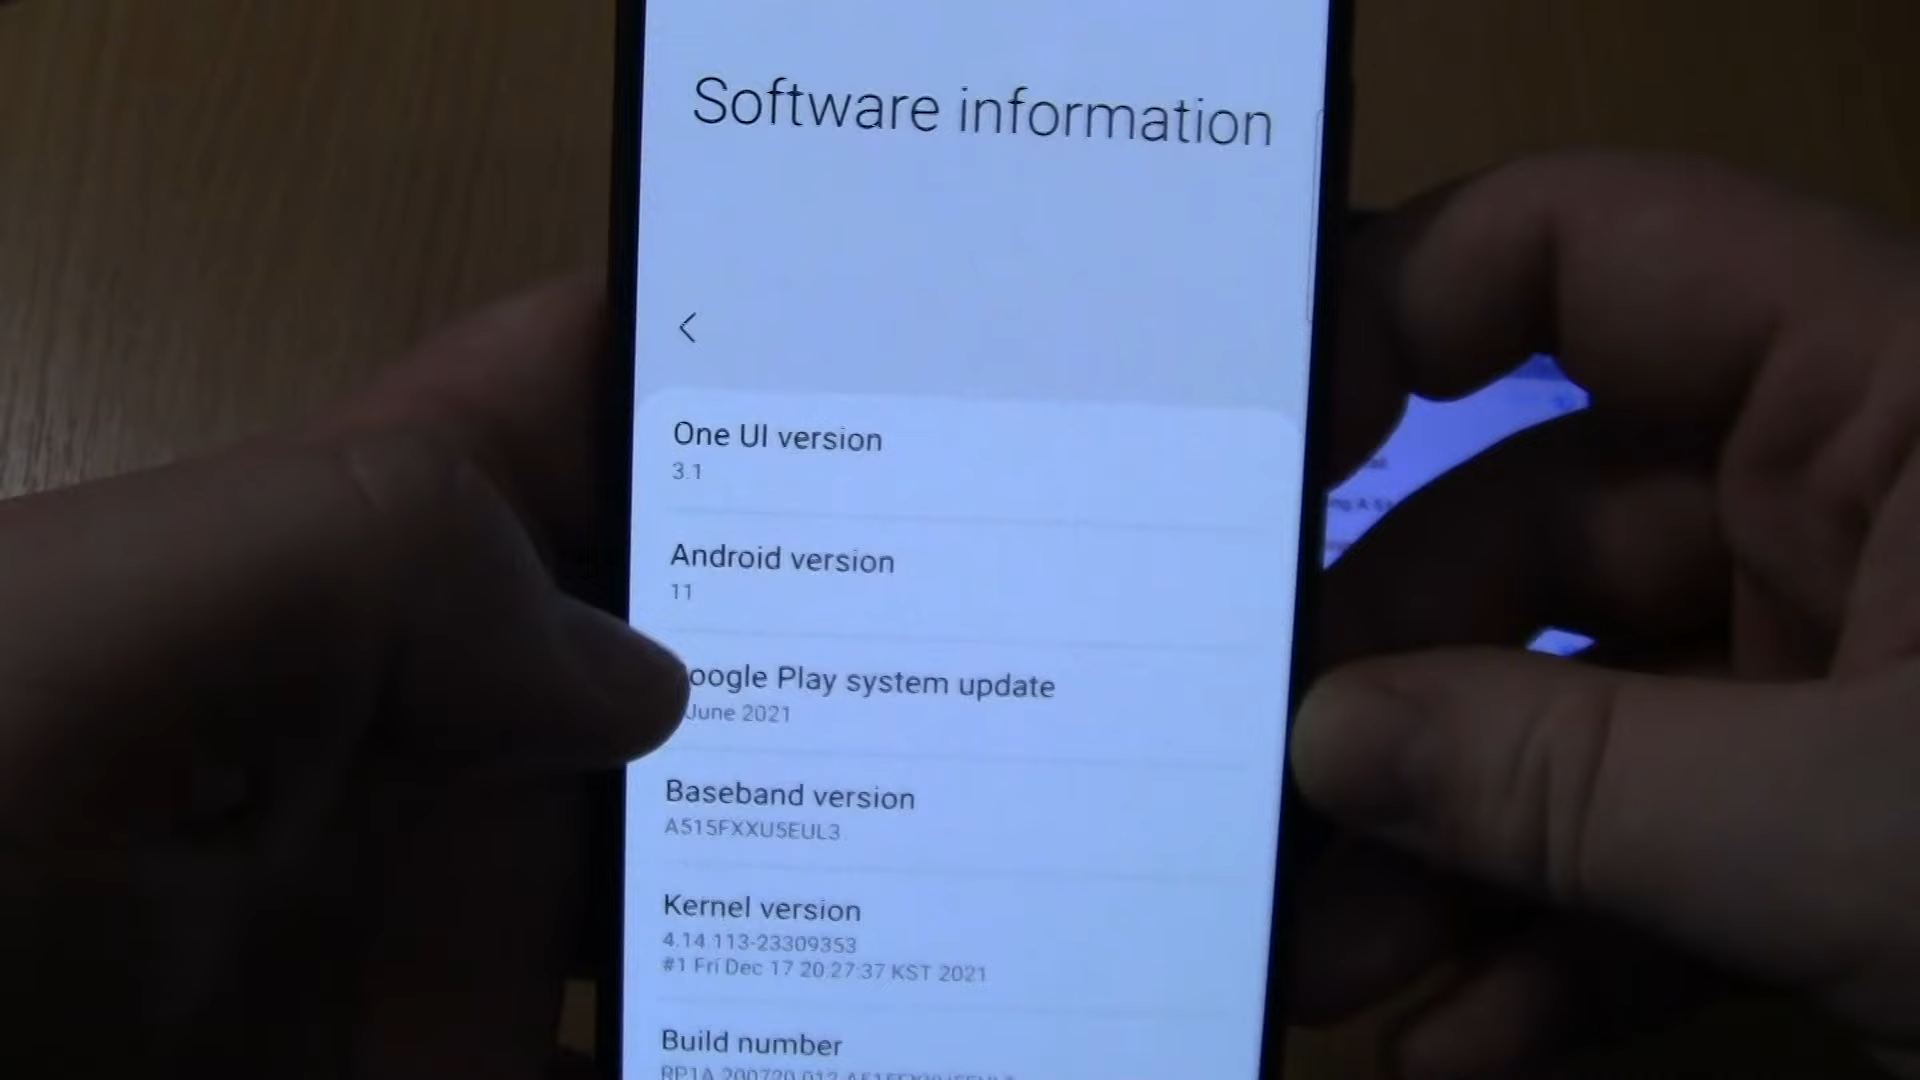 Software information
One UI version
3.1
Android version
11
oogle Play system update
June 2021
Baseband version
A515FXXU5EUL3
Kernel version
4.14.113-23309353
#1 Fri Dec 17 20:27:37 KST 2021
Build number